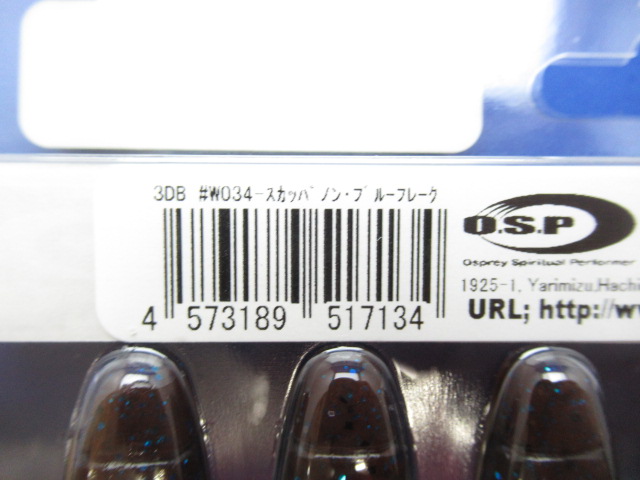 3DB #W034-スカッパノン・ブルーフレーク
4 573189 517134
O.S.P
Osprey Spiritual Performer
1925-1, Yarimizu,Hachi
URL; http://w